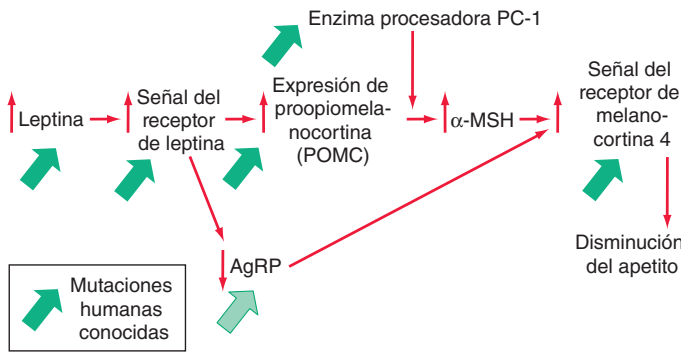 Enzima procesadora PC-1
Leptina
Señal del
receptor
de leptina
Expresión de
proopiomela-
nocortina
(POMC)
α-MSH
Señal del
receptor de
melano-
cortina 4
AgRP
Disminución
del apetito
Mutaciones
humanas
conocidas